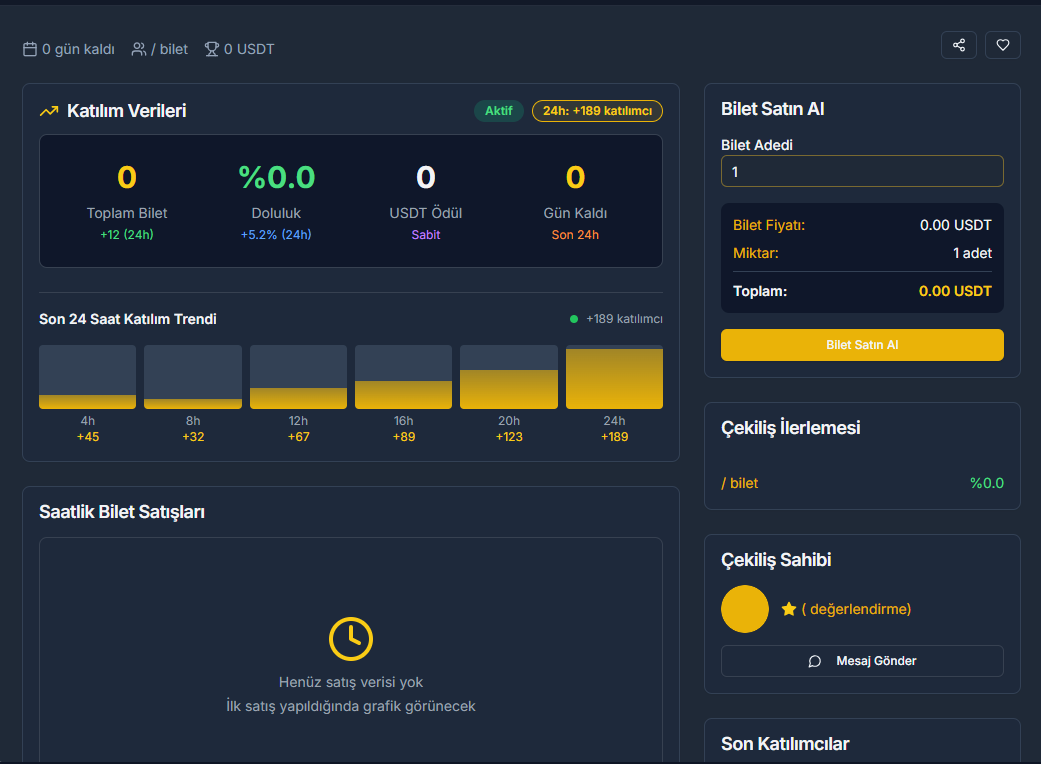 0 gün kaldı / bilet 0 USDT
Katılım Verileri
Aktif
24h: +189 katılımcı
0 %0.0 0 0
Toplam Bilet Doluluk USDT Ödül Gün Kaldı
+12 (24h) +5.2% (24h) Sabit Son 24h
Son 24 Saat Katılım Trendi
+189 katılımcı
4h 8h 12h 16h 20h 24h
+45 +32 +67 +89 +123 +189
Saatlik Bilet Satışları
Henüz satış verisi yok
İlk satış yapıldığında grafik görünecek
Bilet Satın Al
Bilet Adedi
1
Bilet Fiyatı: 0.00 USDT
Miktar: 1 adet
Toplam: 0.00 USDT
Bilet Satın Al
Çekiliş İlerlemesi
/ bilet %0.0
Çekiliş Sahibi
( değerlendirme)
Mesaj Gönder
Son Katılımcılar